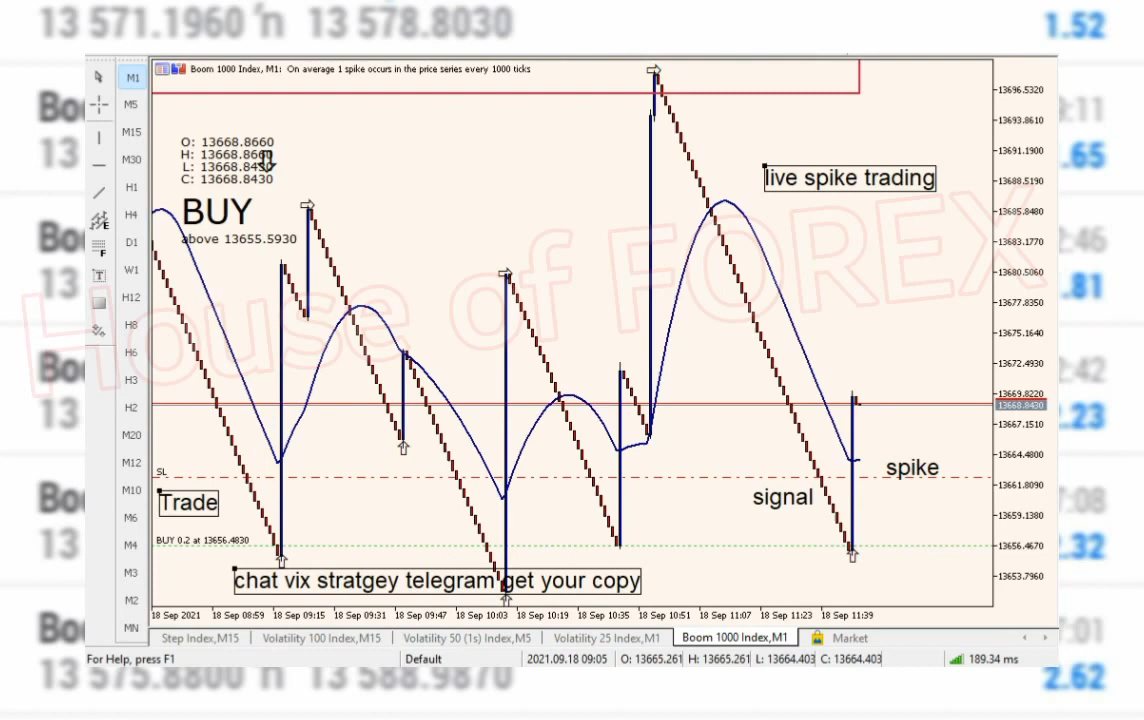 13 571.1960
13 578.8030
1.52
Boom 1000 Index, M1: On average 1 spike occurs in the price series every 1000 ticks
M1
M5
M15
M30
H1
H4
D1
W1
H12
H8
H6
H3
H2
M20
M12
M10
M6
M4
M3
M2
MN
E
F
T
O: 13668.8660
H: 13668.8660
L: 13668.8430
C: 13668.8430
BUY
above 13655.5930
live spike trading
House of FOREX
spike
signal
SL
Trade
BUY 0.2 at 13656.4830
chat vix stratgey telegram get your copy
13696.5320
13693.8610
13691.1900
13688.5190
13685.8480
13683.1770
13680.5060
13677.8350
13675.1640
13672.4930
13669.8220
13668.8430
13667.1510
13664.4800
13661.8090
13659.1380
13656.4670
13653.7960
18 Sep 2021 18 Sep 08:59 18 Sep 09:15 18 Sep 09:31 18 Sep 09:47 18 Sep 10:03 18 Sep 10:19 18 Sep 10:35 18 Sep 10:51 18 Sep 11:07 18 Sep 11:23 18 Sep 11:39
Step Index,M15 Volatility 100 Index,M15 Volatility 50 (1s) Index,M5 Volatility 25 Index,M1 Boom 1000 Index,M1 Market
For Help, press F1 Default 2021.09.18 09:05 O: 13665.261 H: 13665.261 L: 13664.403 C: 13664.403 189.34 ms
2.62